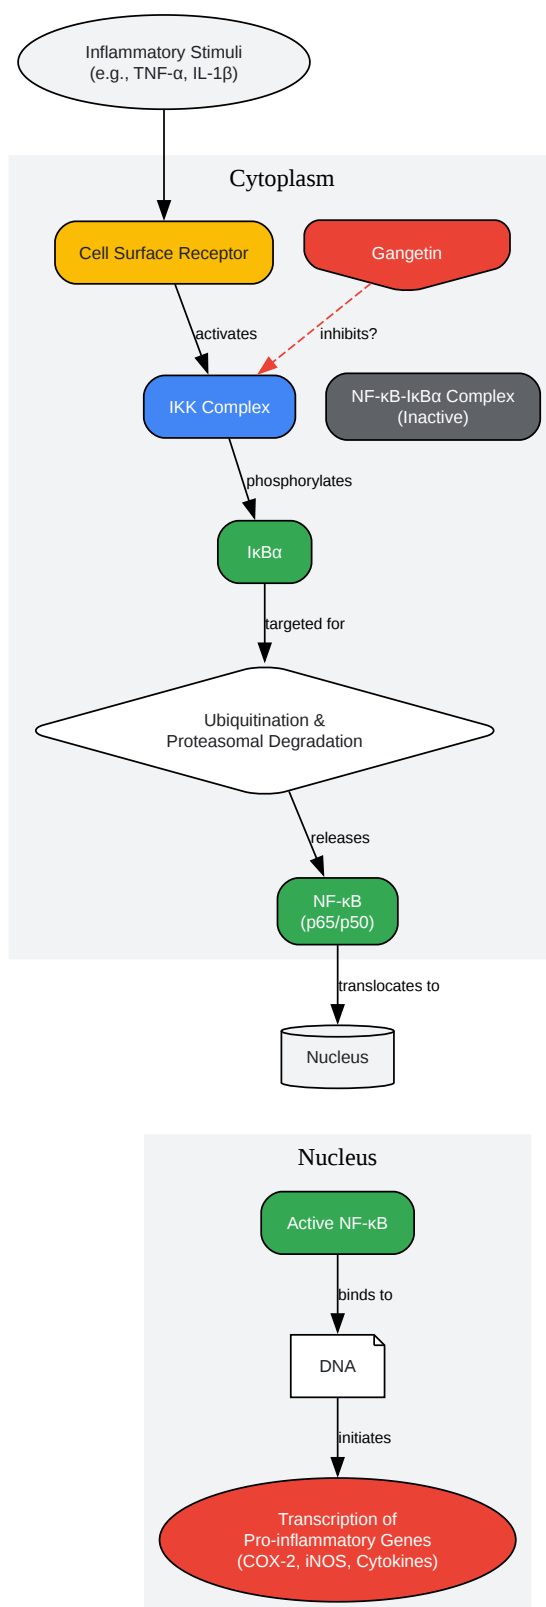 Inflammatory Stimuli
(e.g., TNF-α, IL-1β)
Cytoplasm
Cell Surface Receptor
Gangetin
activates
inhibits?
IKK Complex
NF-κB-IκBα Complex
(Inactive)
phosphorylates
IκBα
targeted for
Ubiquitination &
Proteasomal Degradation
releases
NF-κB
(p65/p50)
translocates to
Nucleus
Nucleus
Active NF-κB
binds to
DNA
initiates
Transcription of
Pro-inflammatory Genes
(COX-2, iNOS, Cytokines)